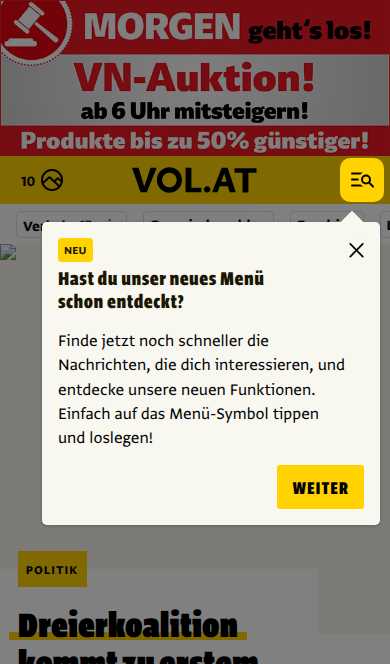 MORGEN geht's los!
VN-Auktion!
ab 6 Uhr mitsteigern!
Produkte bis zu 50% günstiger!
10
VOL.AT
NEU
Hast du unser neues Menü
schon entdeckt?
Finde jetzt noch schneller die
Nachrichten, die dich interessieren, und
entdecke unsere neuen Funktionen.
Einfach auf das Menü-Symbol tippen
und loslegen!
WEITER
POLITIK
Dreierkoalition
kommt zu erstem